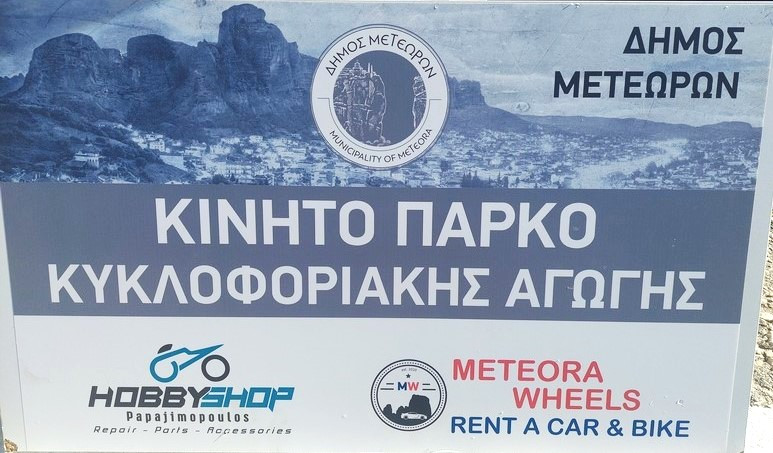 ΔΗΜΟΣ ΜΕΤΕΩΡΩΝ
MUNICIPALITY OF METEORA
ΔΗΜΟΣ
ΜΕΤΕΩΡΩΝ
ΚΙΝΗΤΟ ΠΑΡΚΟ
ΚΥΚΛΟΦΟΡΙΑΚΗΣ ΑΓΩΓΗΣ
HOBBYSHOP
Papajimopoulos
Repair - Parts - Accessories
MW
METEORA
WHEELS
RENT A CAR & BIKE